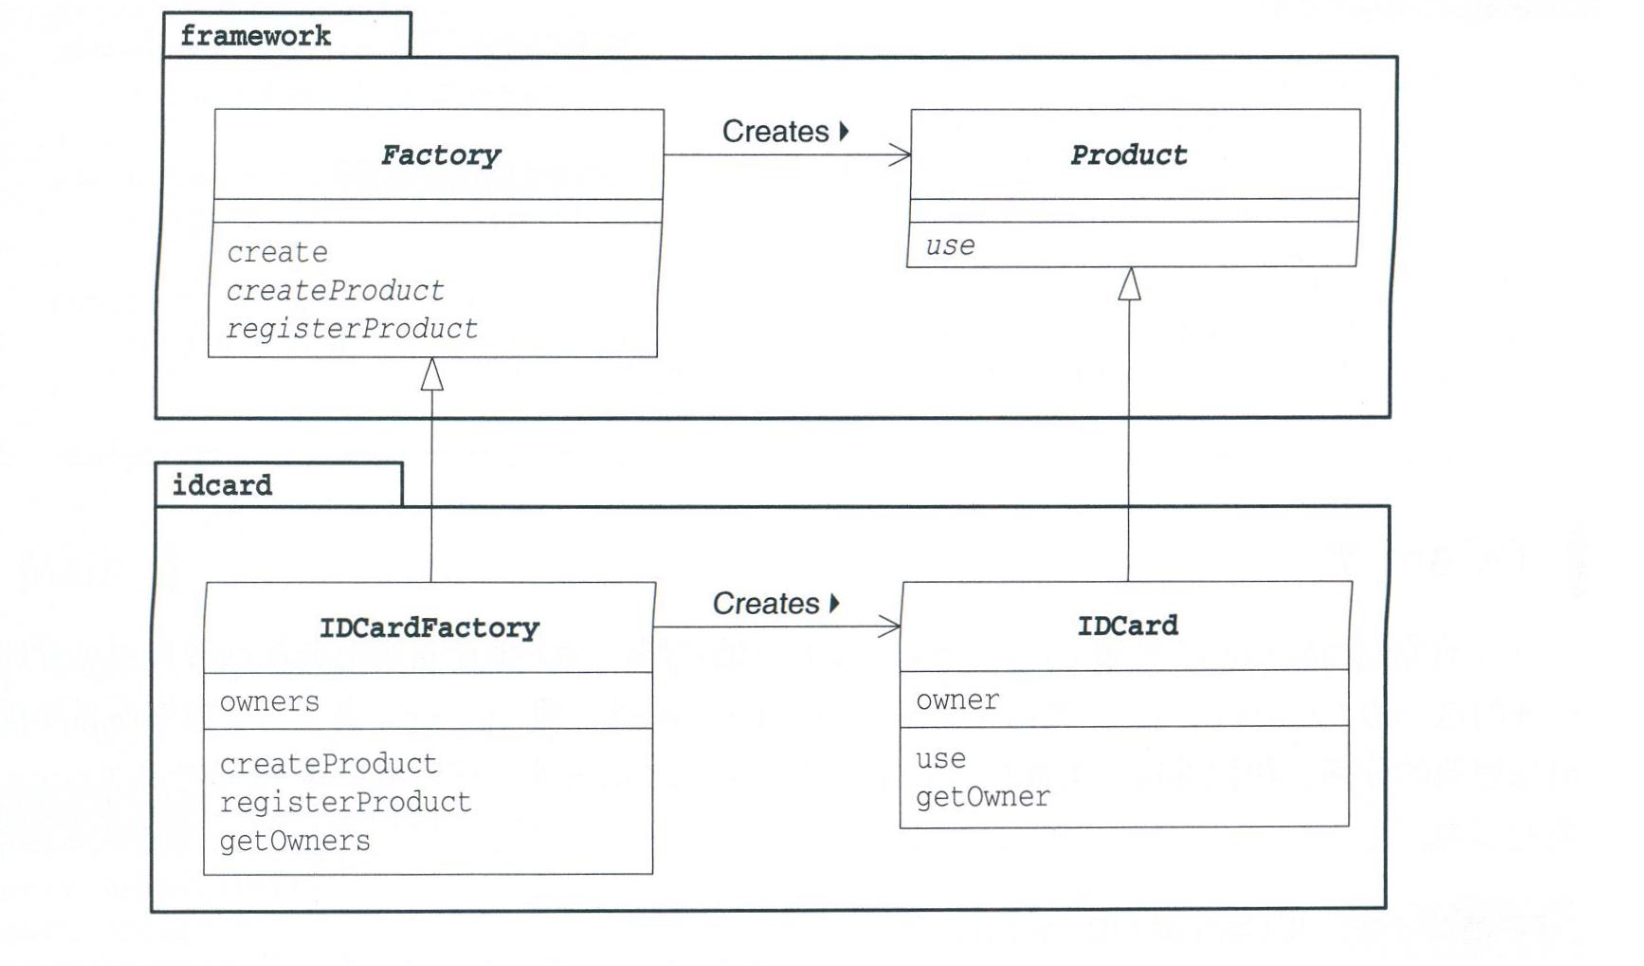 framework
Factory
Creates
Product
create
createProduct
registerProduct
use
idcard
IDCardFactory
Creates
IDCard
owners
createProduct
registerProduct
getOwners
owner
use
getOwner